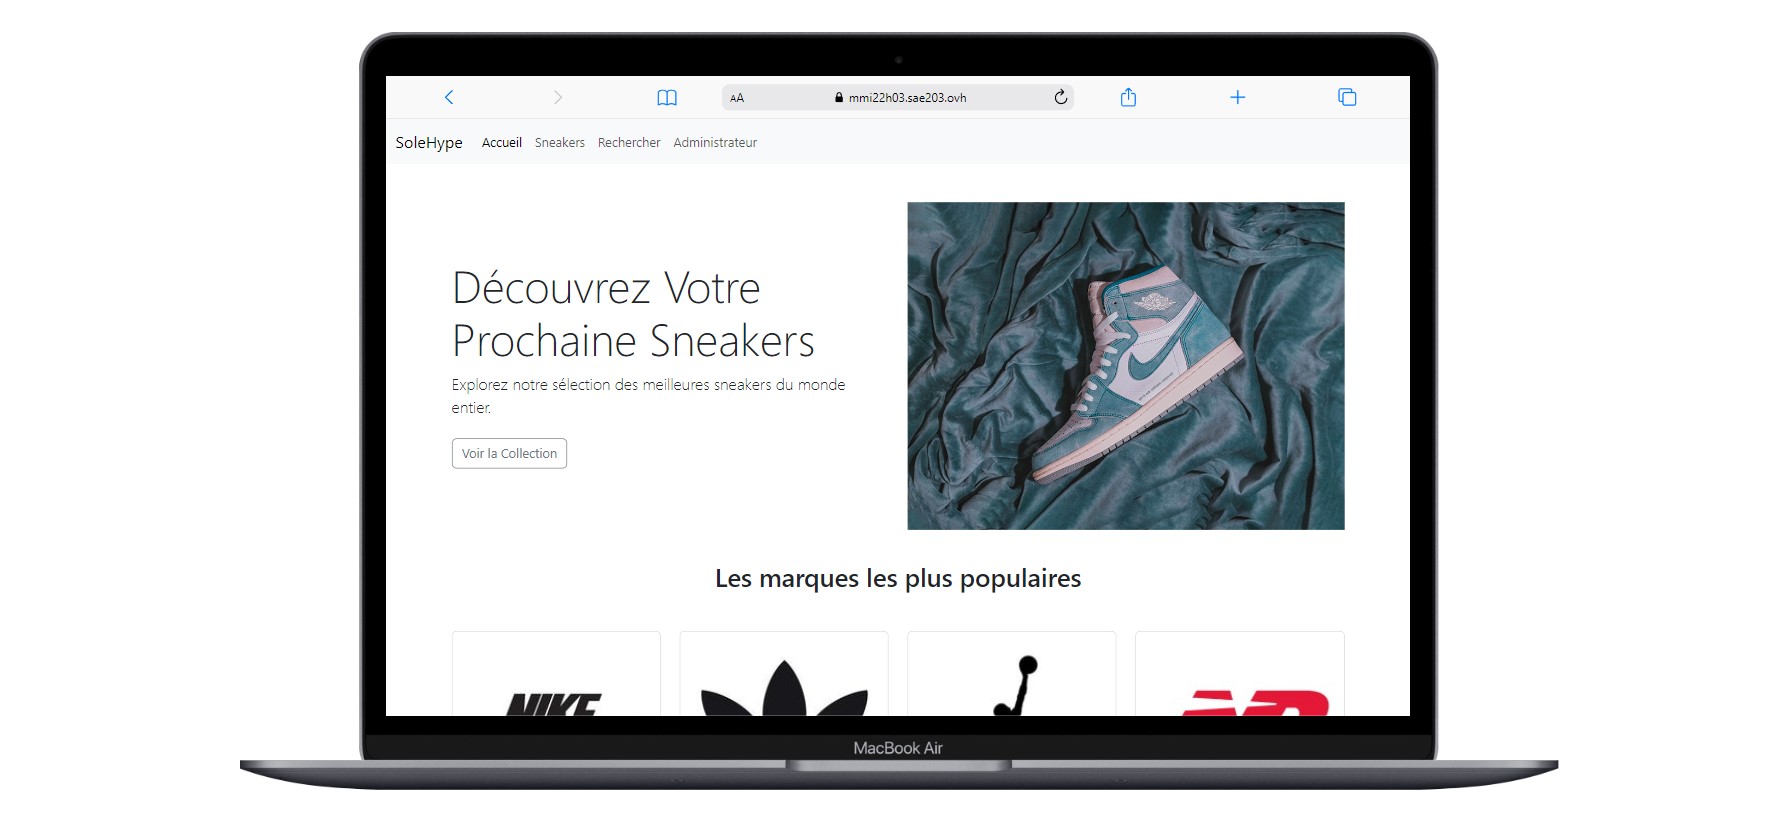 AA mmi22h03.sae203.ovh
SoleHype Accueil Sneakers Rechercher Administrateur
Découvrez Votre
Prochaine Sneakers
Explorez notre sélection des meilleures sneakers du monde
entier.
Voir la Collection
Les marques les plus populaires
NIKE
MacBook Air